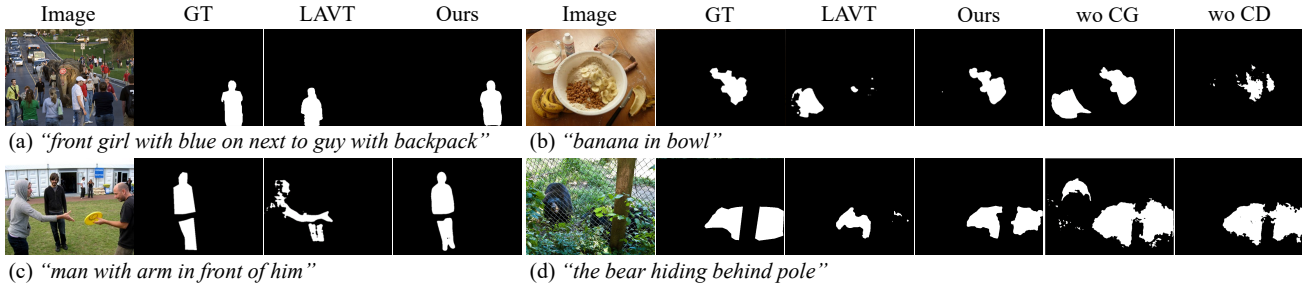 Image GT LAVT Ours Image GT LAVT Ours wo CG wo CD
(a) “front girl with blue on next to guy with backpack” (b) “banana in bowl”
(c) “man with arm in front of him” (d) “the bear hiding behind pole”